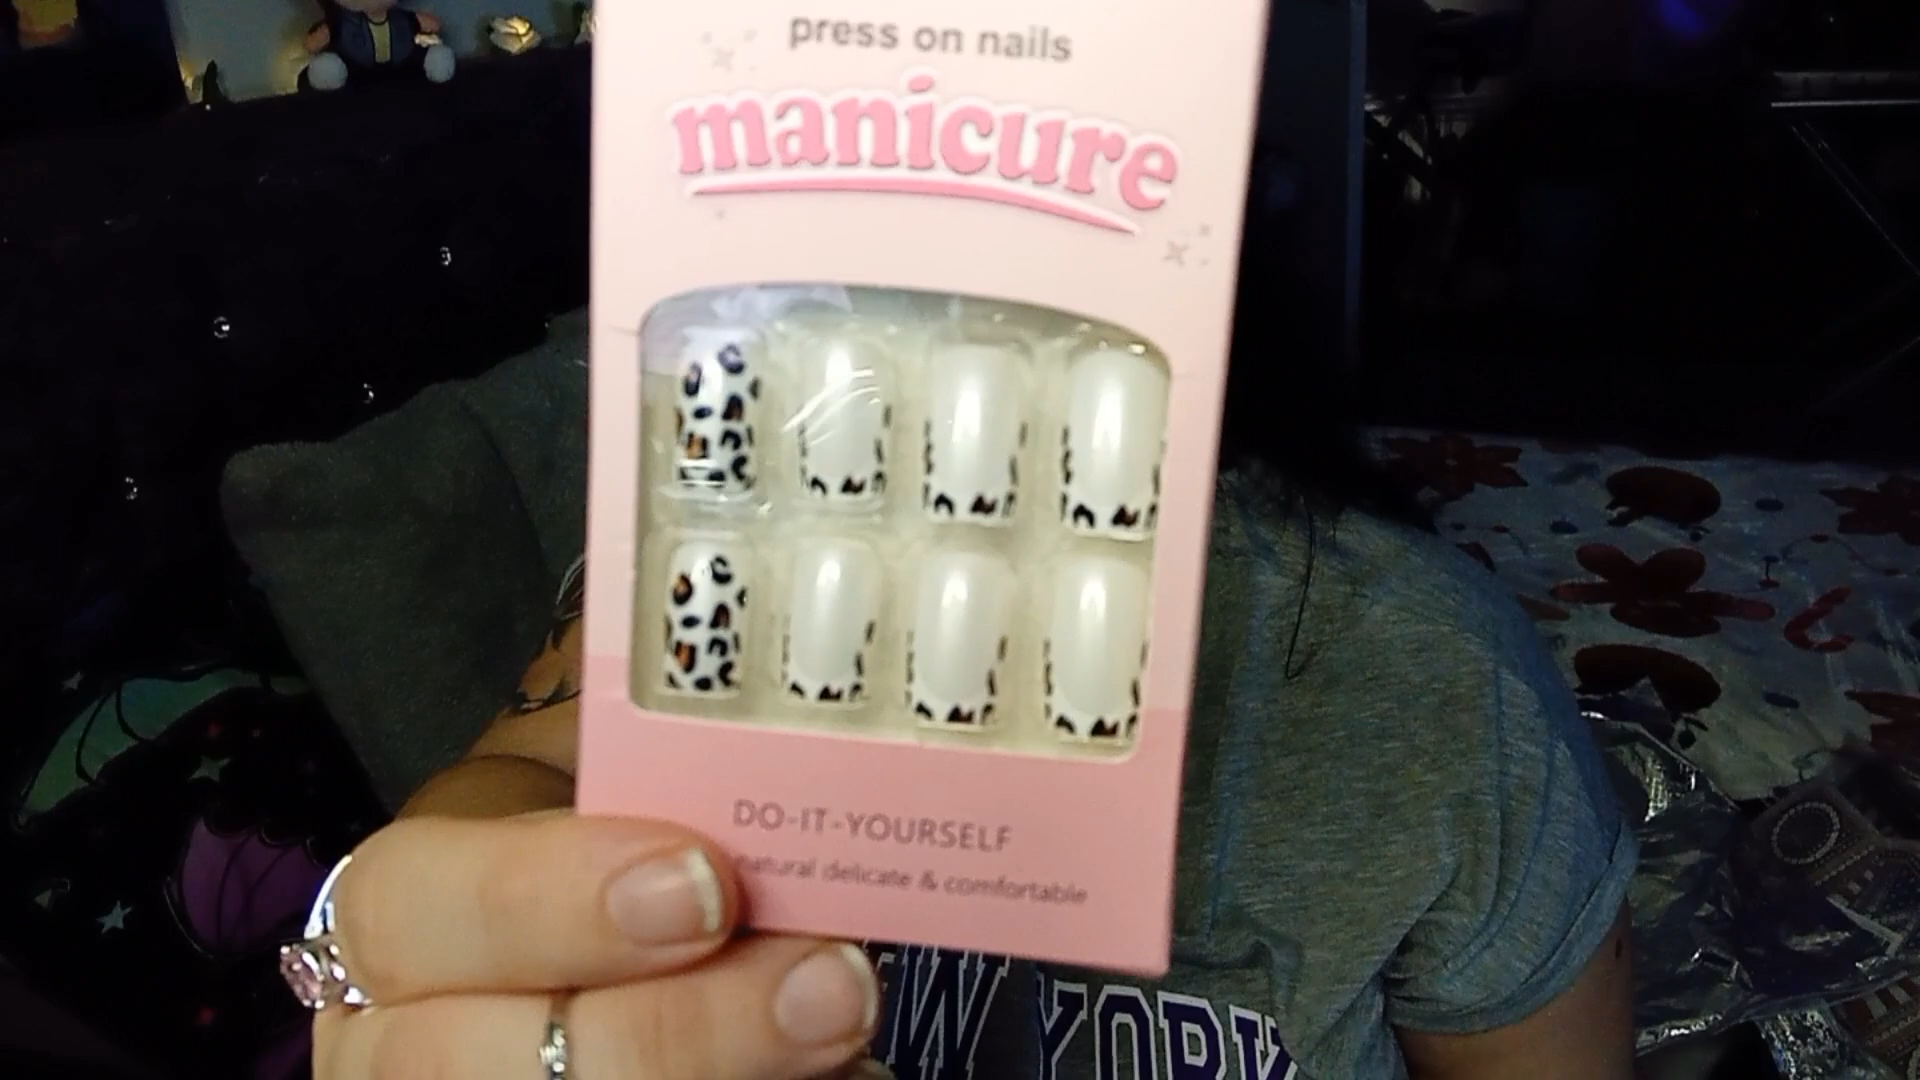 press on nails
manicure
DO-IT-YOURSELF
natural delicate & comfortable
YORK